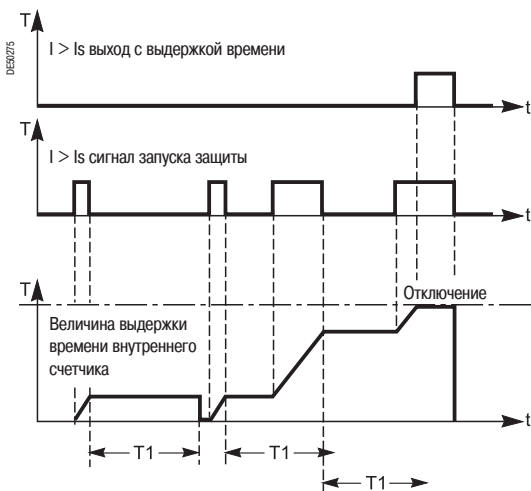 T
DE50275
I > Is выход с выдержкой времени
t
T
I > Is сигнал запуска защиты
t
T
Отключение
Величина выдержки
времени внутреннего
счетчика
t
T1
T1
T1